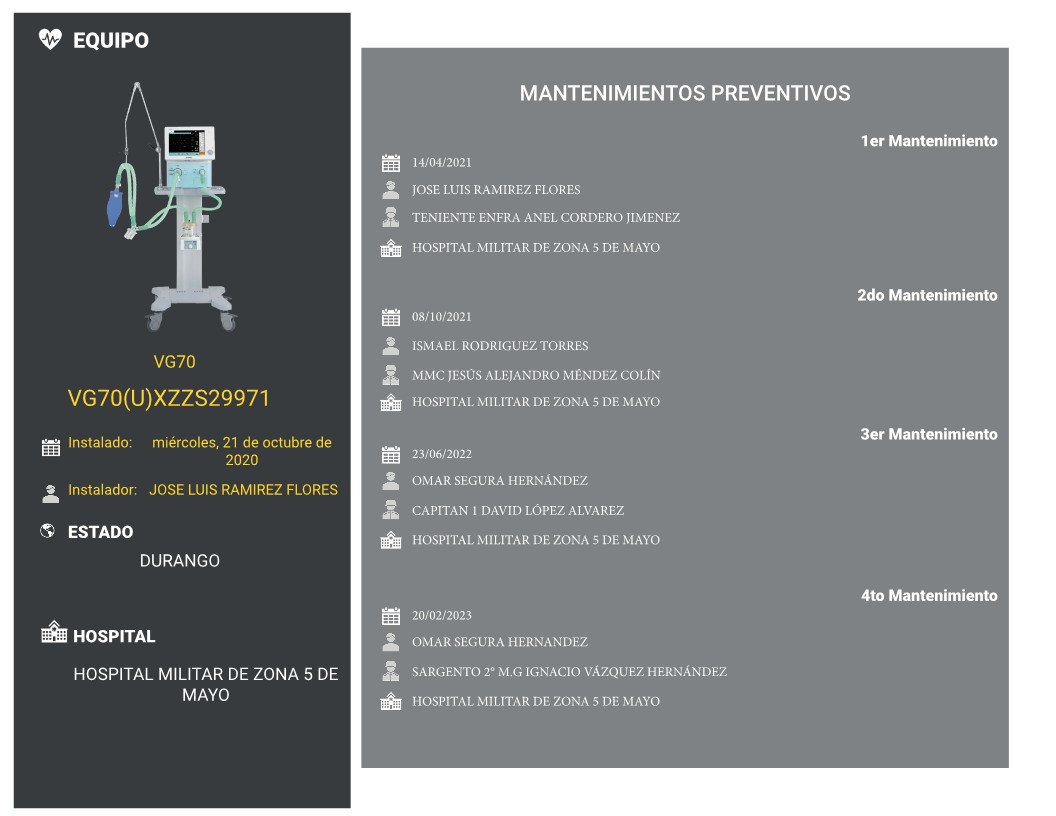 EQUIPO
VG70
VG70(U)XZZS29971
Instalado: miércoles, 21 de octubre de
2020
Instalador: JOSE LUIS RAMIREZ FLORES
ESTADO
DURANGO
HOSPITAL
HOSPITAL MILITAR DE ZONA 5 DE
MAYO
MANTENIMIENTOS PREVENTIVOS
1er Mantenimiento
14/04/2021
JOSE LUIS RAMIREZ FLORES
TENIENTE ENFRA ANEL CORDERO JIMENEZ
HOSPITAL MILITAR DE ZONA 5 DE MAYO
2do Mantenimiento
08/10/2021
ISMAEL RODRIGUEZ TORRES
MMC JESÚS ALEJANDRO MÉNDEZ COLÍN
HOSPITAL MILITAR DE ZONA 5 DE MAYO
3er Mantenimiento
23/06/2022
OMAR SEGURA HERNÁNDEZ
CAPITAN 1 DAVID LÓPEZ ALVAREZ
HOSPITAL MILITAR DE ZONA 5 DE MAYO
4to Mantenimiento
20/02/2023
OMAR SEGURA HERNANDEZ
SARGENTO 2° M.G IGNACIO VÁZQUEZ HERNÁNDEZ
HOSPITAL MILITAR DE ZONA 5 DE MAYO